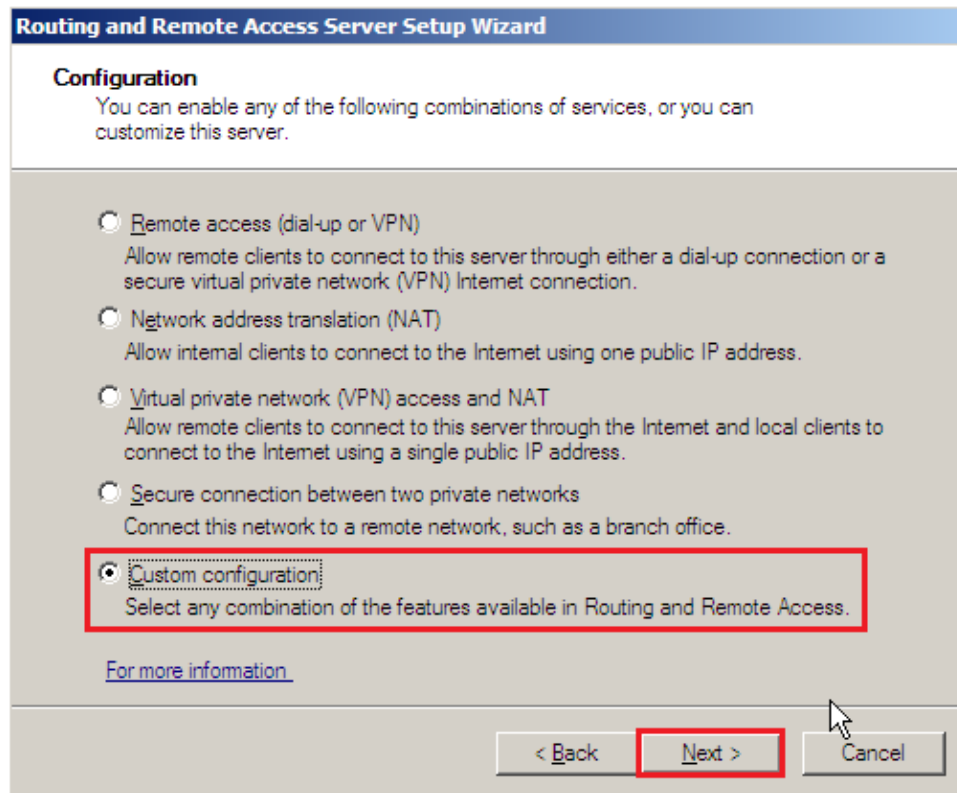 Routing and Remote Access Server Setup Wizard
Configuration
You can enable any of the following combinations of services, or you can
customize this server.
Remote access (dial-up or VPN)
Allow remote clients to connect to this server through either a dial-up connection or a
secure virtual private network (VPN) Internet connection.
Network address translation (NAT)
Allow internal clients to connect to the Internet using one public IP address.
Virtual private network (VPN) access and NAT
Allow remote clients to connect to this server through the Internet and local clients to
connect to the Internet using a single public IP address.
Secure connection between two private networks
Connect this network to a remote network, such as a branch office.
Custom configuration
Select any combination of the features available in Routing and Remote Access.
For more information
< Back Next > Cancel